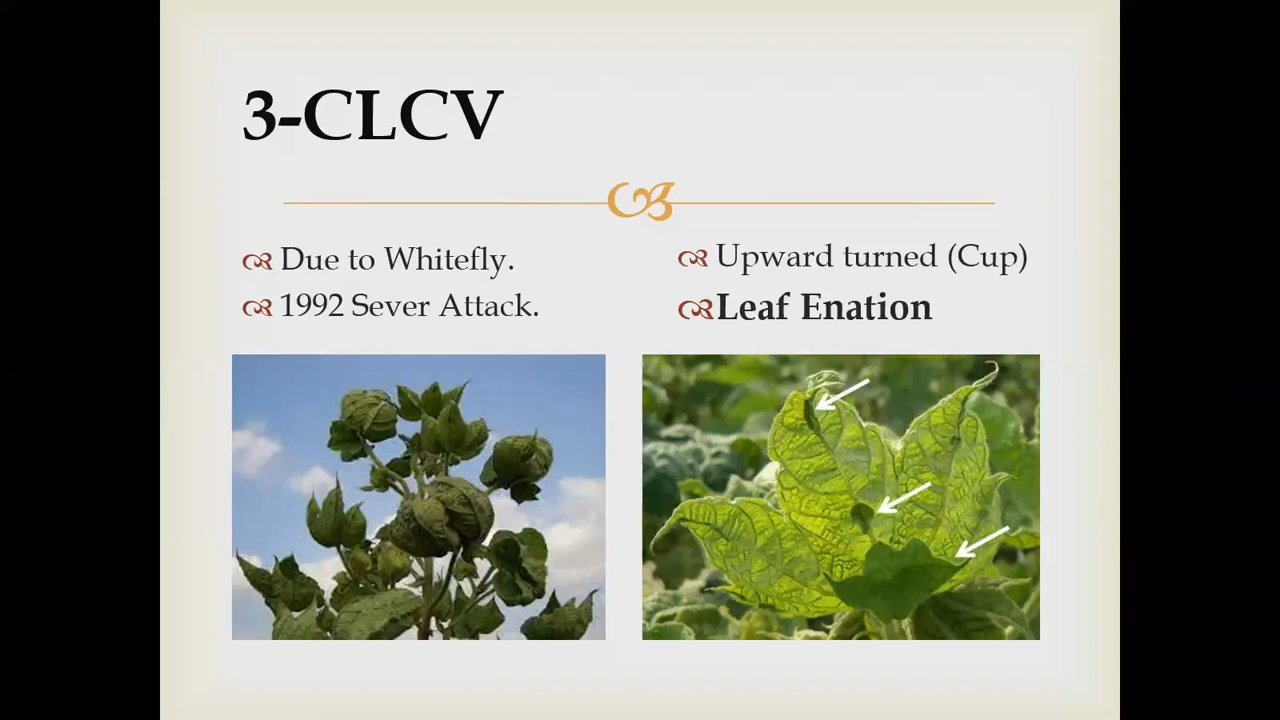 3-CLCV
Due to Whitefly.
1992 Sever Attack.
Upward turned (Cup)
Leaf Enation